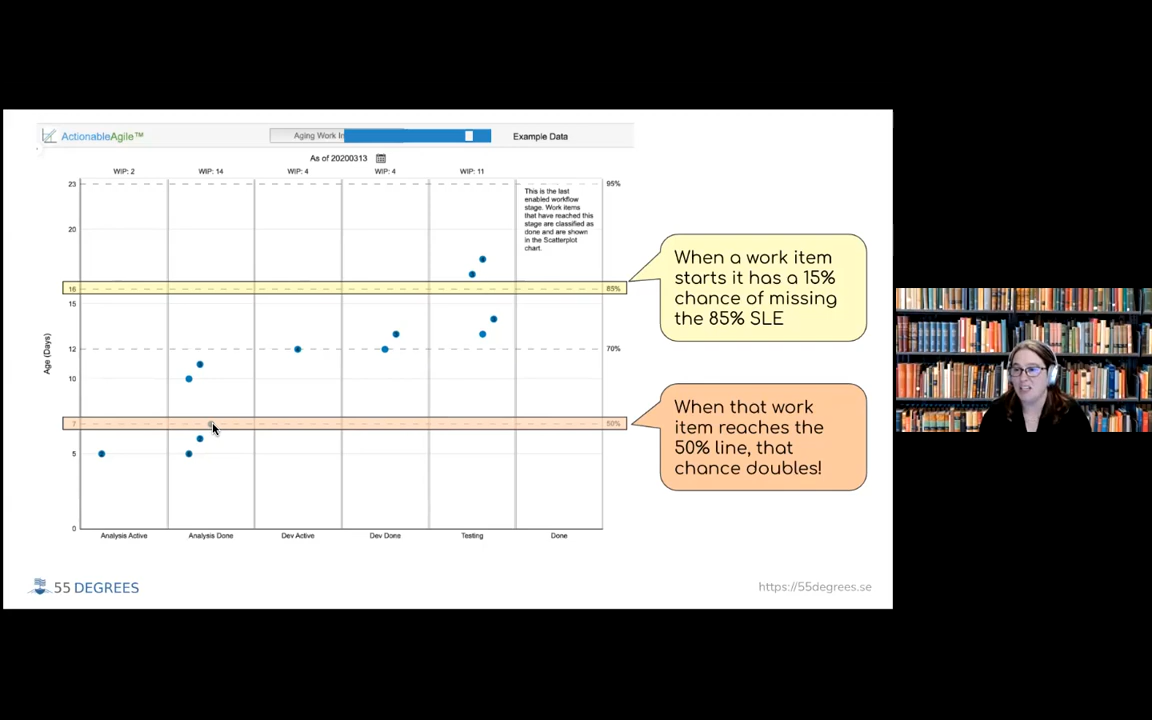 ActionableAgile™
Aging Work In
Example Data
As of 20200313
WIP: 2
WIP: 14
WIP: 4
WIP: 4
WIP: 11
23
95%
This is the last
enabled workflow
stage. Work items
that have reached this
stage are classified as
done and are shown
in the Scatterplot
chart.
20
When a work item
starts it has a 15%
chance of missing
the 85% SLE
16
85%
15
Age (Days)
12
70%
10
When that work
item reaches the
50% line, that
chance doubles!
7
50%
5
0
Analysis Active
Analysis Done
Dev Active
Dev Done
Testing
Done
55 DEGREES
https://55degrees.se